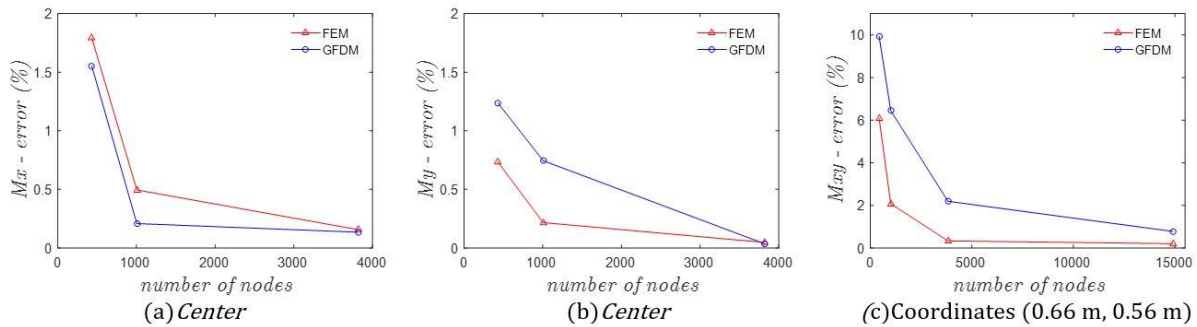 2
1.5
1
0.5
0
0 1000 2000 3000 4000
Mx - error (%)
number of nodes
FEM
GFDM
(a)Center
2
1.5
1
0.5
0
0 1000 2000 3000 4000
My - error (%)
number of nodes
FEM
GFDM
(b)Center
10
8
6
4
2
0
0 5000 10000 15000
Mxy - error (%)
number of nodes
FEM
GFDM
(c)Coordinates (0.66 m, 0.56 m)